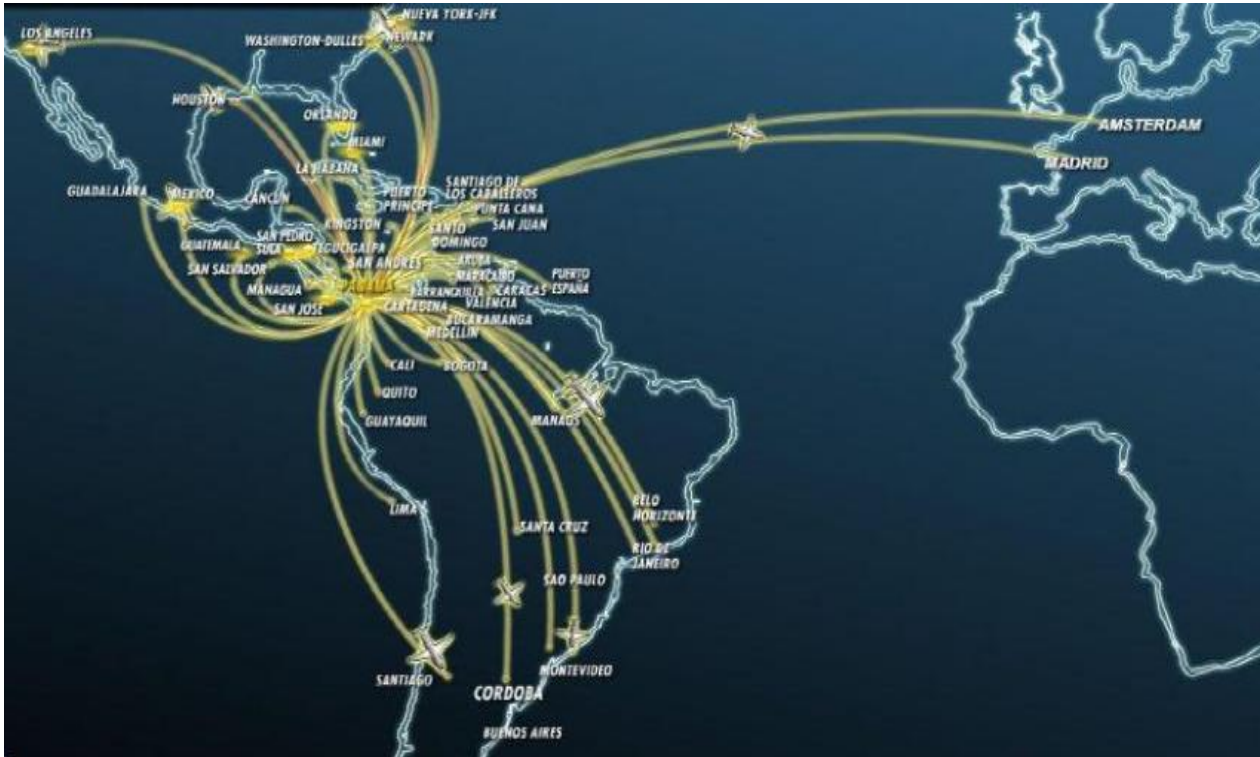 NUEVA YORK-JFK
LOS ANGELES
NEWARK
WASHINGTON-DULLES
HOUSTON
ORLANDO
AMSTERDAM
MIAMI
MADRID
LA HABANA
SANTIAGO DE
LOS CABALLEROS
GUADALAJARA
MEXICO
CANCUN
PUERTO
PRINCIPE
PUNTA CANA
KINGSTON
SANTO
DOMINGO
SAN JUAN
GUATEMALA
SAN PEDRO
SULA
TEGUCIGALPA
SAN ANDRES
ARUBA
SAN SALVADOR
MARACAIBO
PUERTO
ESPAÑA
MANAGUA
PANAMA
BARRANQUILLA
CARACAS
SAN JOSE
CARTAGENA
VALENCIA
BUCARAMANGA
MEDELLIN
CALI
BOGOTA
QUITO
GUAYAQUIL
MANAOS
LIMA
BELO
HORIZONTE
SANTA CRUZ
RIO DE
JANEIRO
SAO PAULO
MONTEVIDEO
SANTIAGO
CORDOBA
BUENOS AIRES